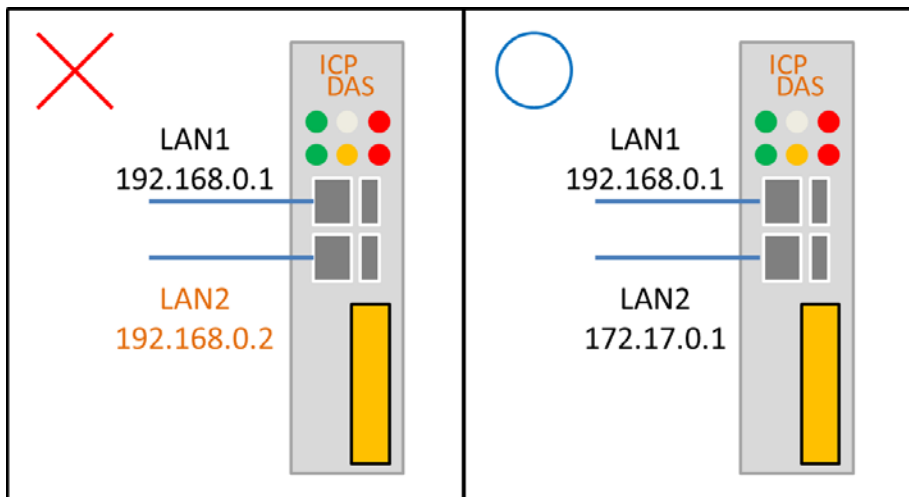 ICP
DAS
LAN1
192.168.0.1
LAN2
192.168.0.2
ICP
DAS
LAN1
192.168.0.1
LAN2
172.17.0.1